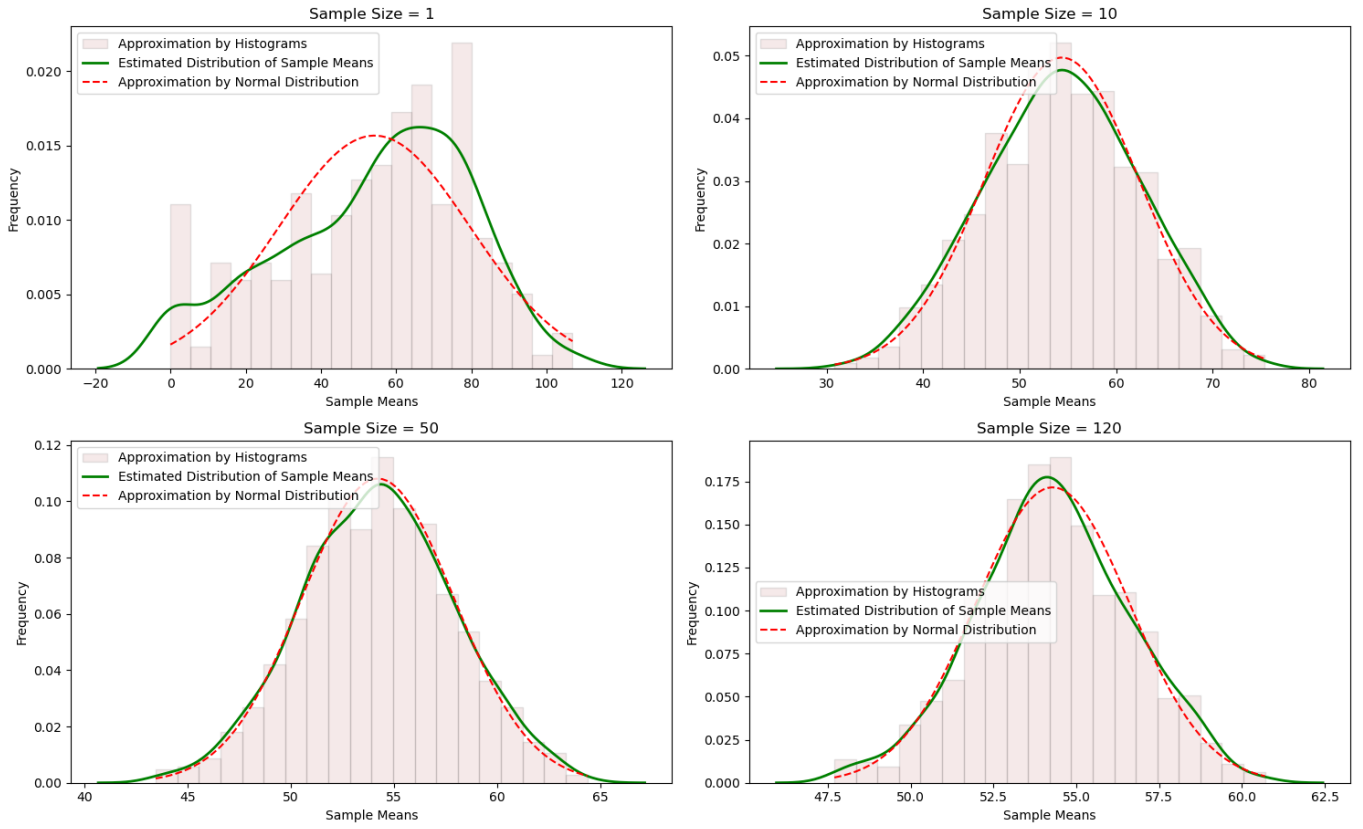 Sample Size = 1
Approximation by Histograms
Estimated Distribution of Sample Means
Approximation by Normal Distribution
Frequency
0.020
0.015
0.010
0.005
0.000
−20 0 20 40 60 80 100 120
Sample Means
Sample Size = 10
Approximation by Histograms
Estimated Distribution of Sample Means
Approximation by Normal Distribution
Frequency
0.05
0.04
0.03
0.02
0.01
0.00
30 40 50 60 70 80
Sample Means
Sample Size = 50
Approximation by Histograms
Estimated Distribution of Sample Means
Approximation by Normal Distribution
Frequency
0.12
0.10
0.08
0.06
0.04
0.02
0.00
40 45 50 55 60 65
Sample Means
Sample Size = 120
Approximation by Histograms
Estimated Distribution of Sample Means
Approximation by Normal Distribution
Frequency
0.175
0.150
0.125
0.100
0.075
0.050
0.025
0.000
47.5 50.0 52.5 55.0 57.5 60.0 62.5
Sample Means